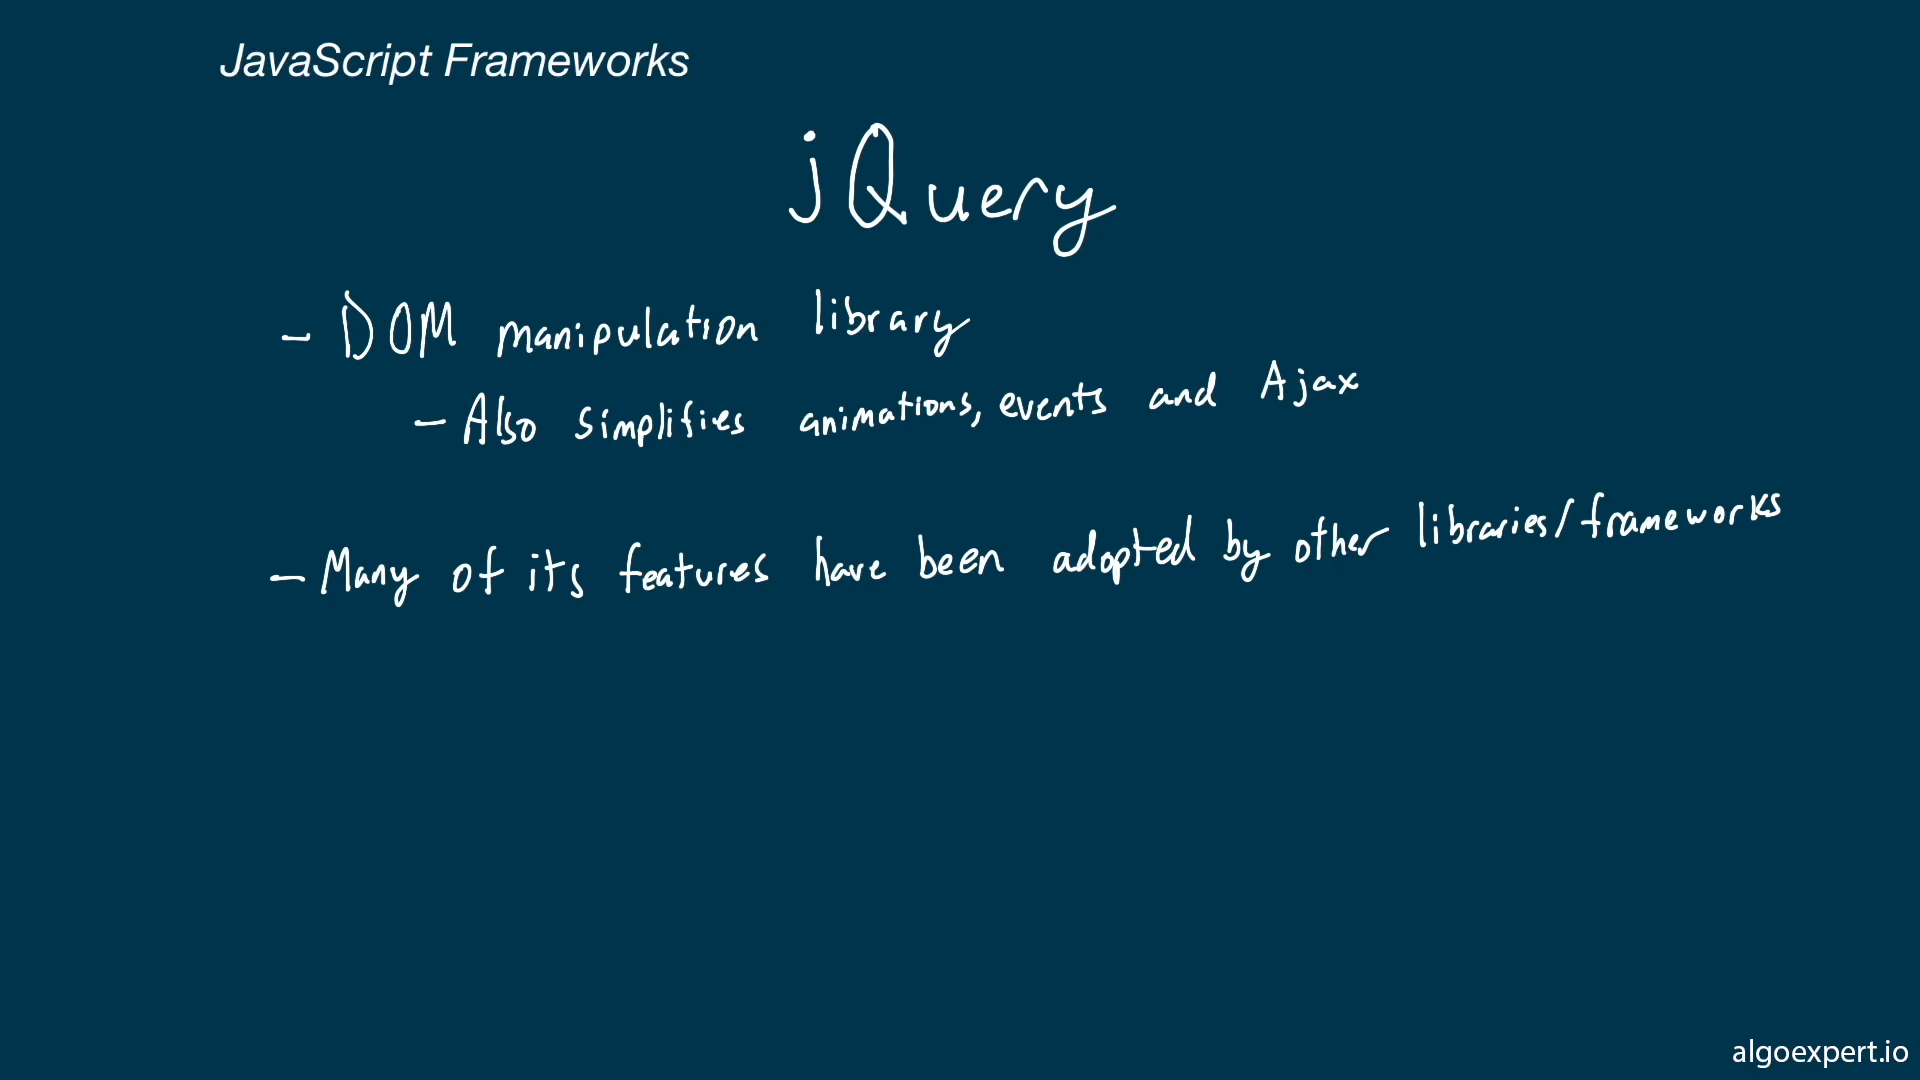 JavaScript Frameworks
jQuery
- DOM manipulation library
- Also simplifies animations, events and Ajax
- Many of its features have been adopted by other libraries/frameworks
algoexpert.io